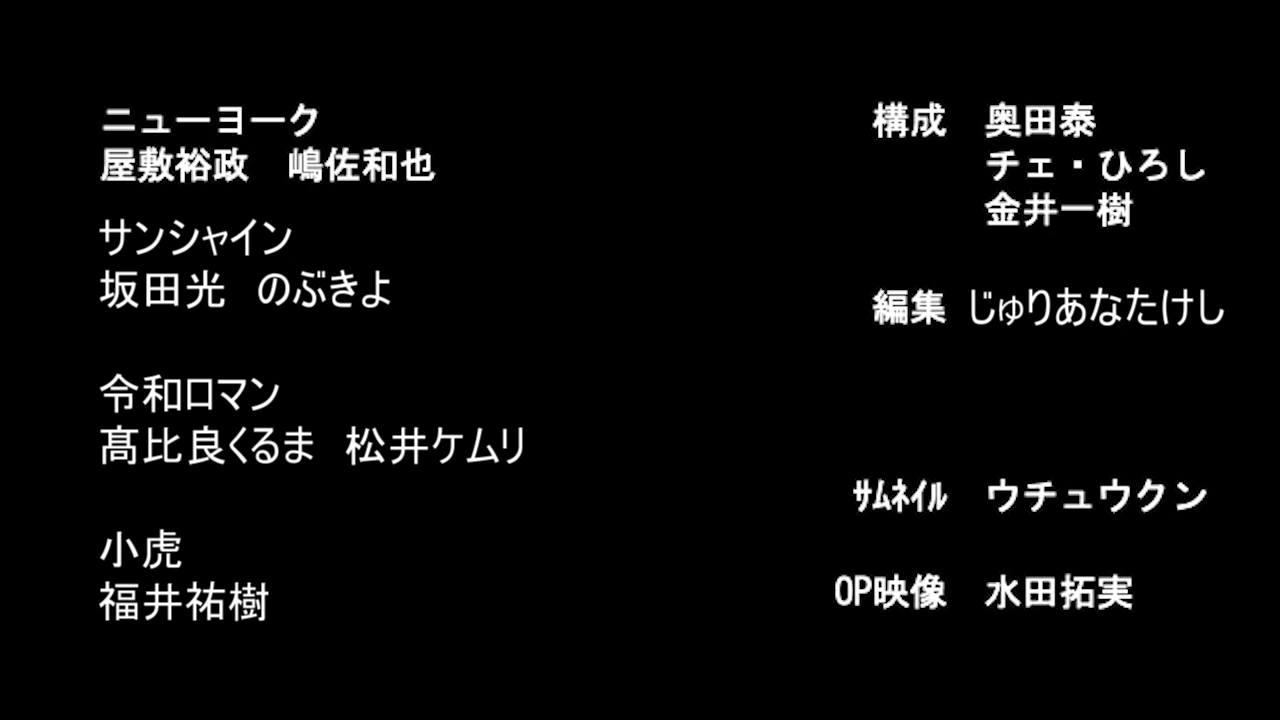 ニューヨーク
屋敷裕政　嶋佐和也
サンシャイン
坂田光　のぶきよ
令和ロマン
髙比良くるま　松井ケムリ
小虎
福井祐樹
構成　奥田泰
チェ・ひろし
金井一樹
編集 じゅりあなたけし
ｻﾑﾈｲﾙ　ウチュウクン
OP映像　水田拓実